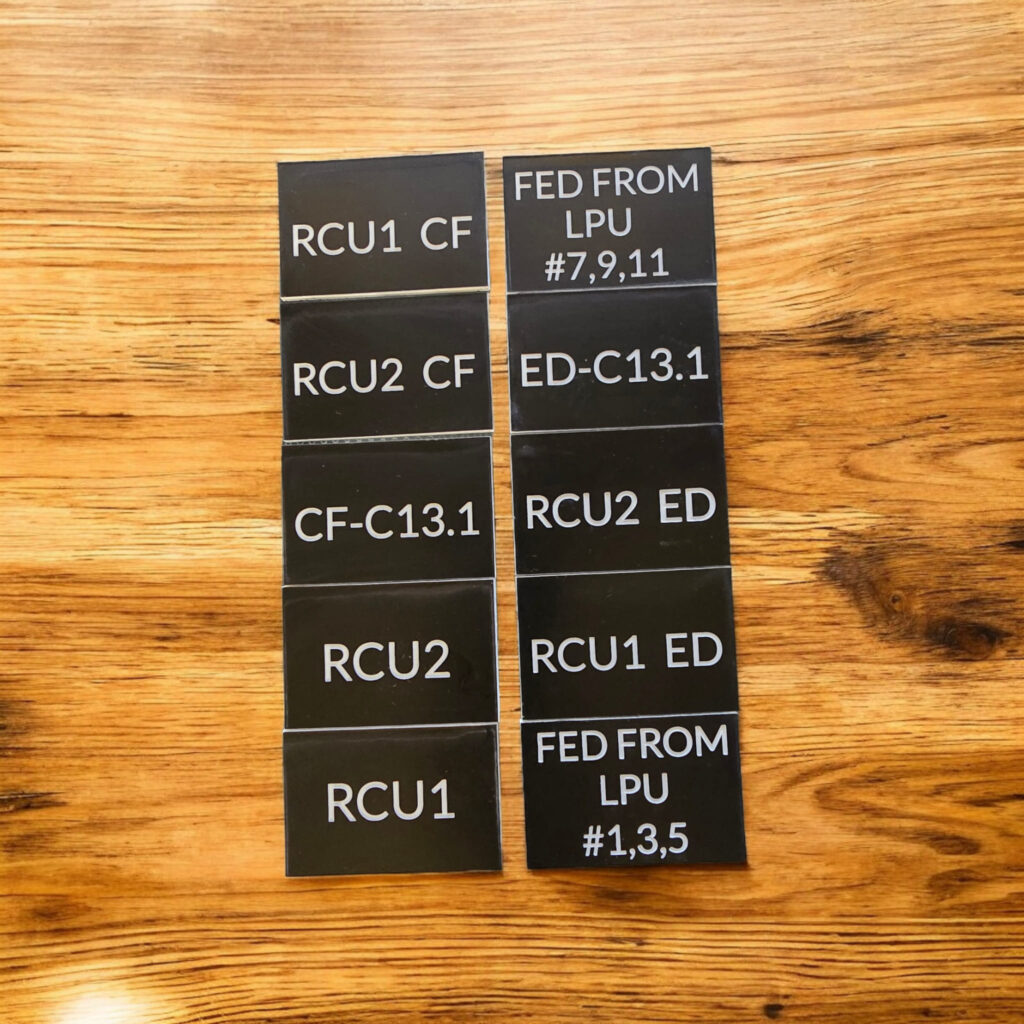 RCU1 CF
RCU2 CF
CF-C13.1
RCU2
RCU1
FED FROM
LPU
#7,9,11
ED-C13.1
RCU2 ED
RCU1 ED
FED FROM
LPU
#1,3,5